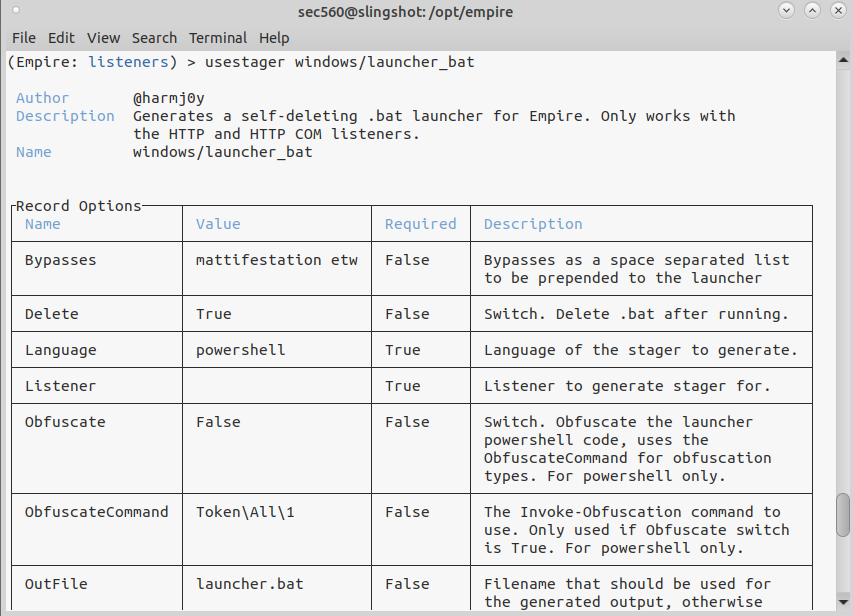 sec560@slingshot: /opt/empire
File Edit View Search Terminal Help
(Empire: listeners) > usestager windows/launcher_bat
Author @harmj0y
Description Generates a self-deleting .bat launcher for Empire. Only works with
the HTTP and HTTP COM listeners.
Name windows/launcher_bat
Record Options
Name Value Required Description
Bypasses mattifestation etw False Bypasses as a space separated list
to be prepended to the launcher
Delete True False Switch. Delete .bat after running.
Language powershell True Language of the stager to generate.
Listener True Listener to generate stager for.
Obfuscate False False Switch. Obfuscate the launcher
powershell code, uses the
ObfuscateCommand for obfuscation
types. For powershell only.
ObfuscateCommand Token\All\1 False The Invoke-Obfuscation command to
use. Only used if Obfuscate switch
is True. For powershell only.
OutFile launcher.bat False Filename that should be used for
the generated output, otherwise